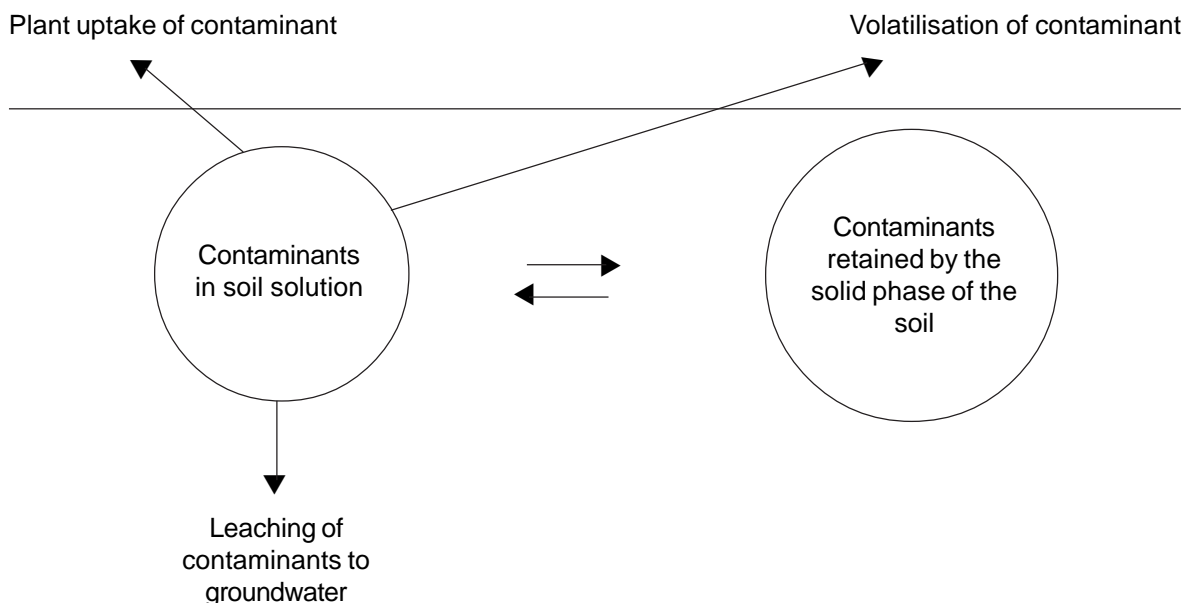 Plant uptake of contaminant
Volatilisation of contaminant
Contaminants
in soil solution
Contaminants
retained by the
solid phase of the
soil
Leaching of
contaminants to
groundwater